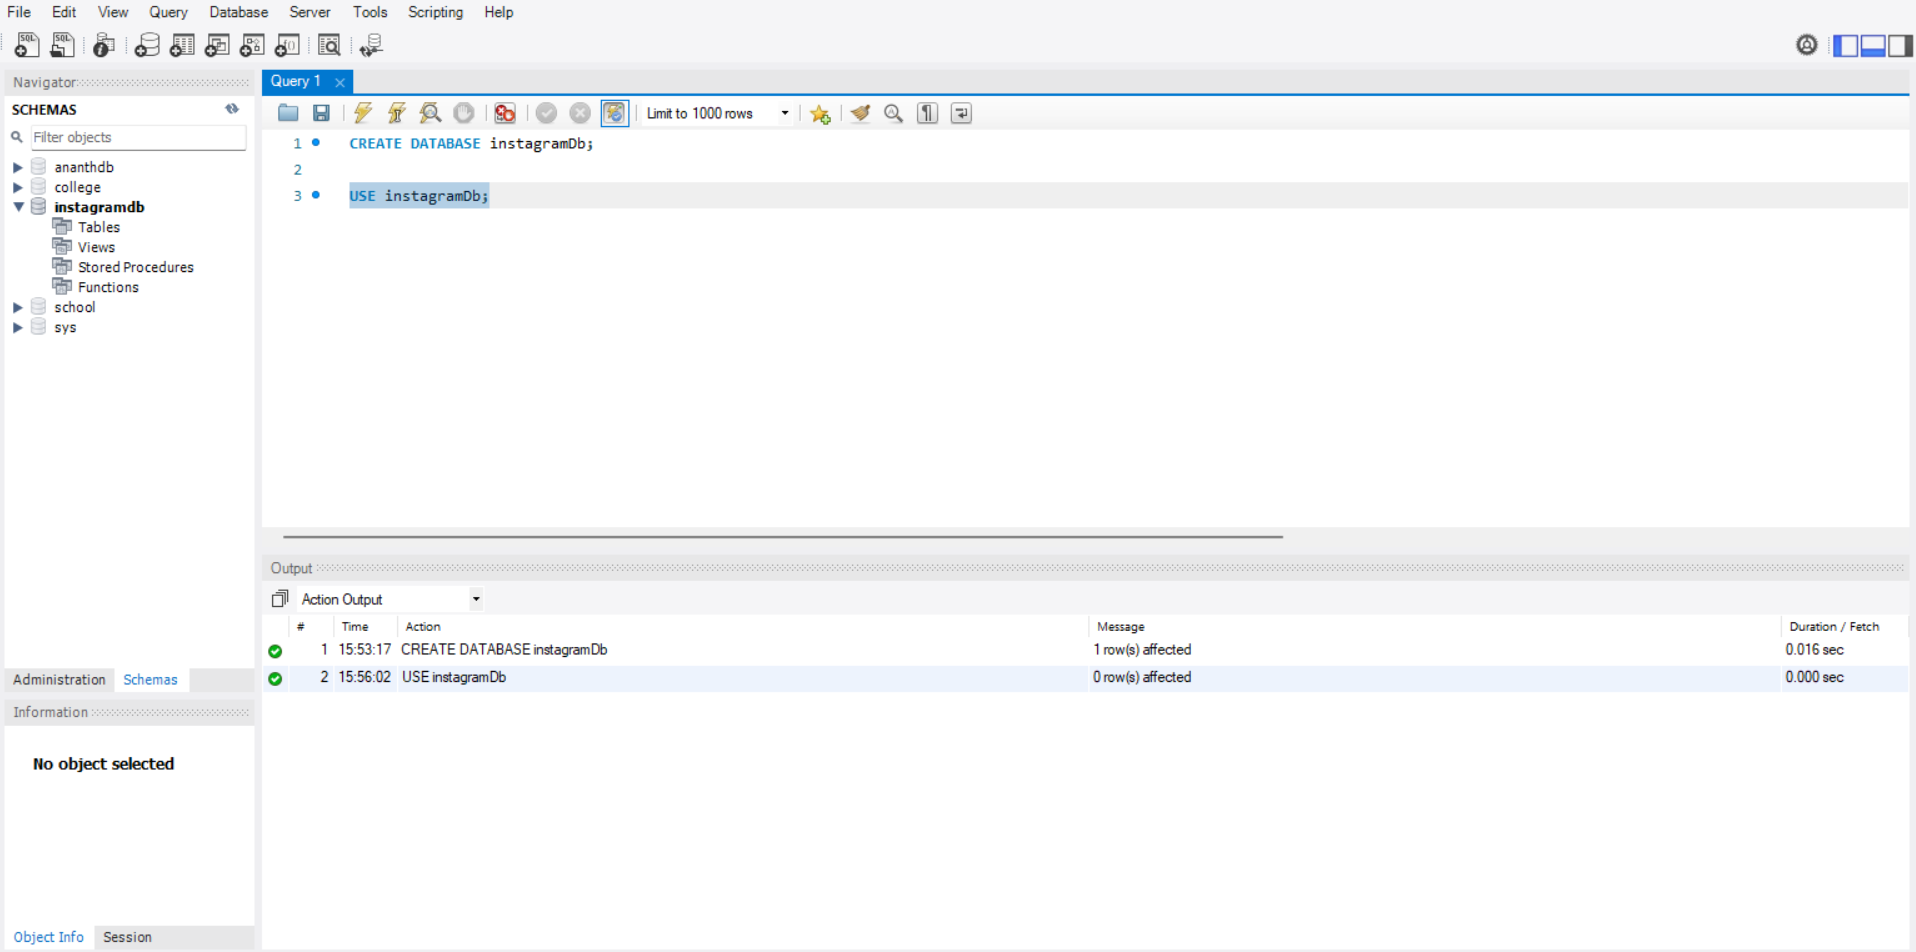 File Edit View Query Database Server Tools Scripting Help
SQL SQL
Navigator
SCHEMAS
Filter objects
ananthdb
college
instagramdb
Tables
Views
Stored Procedures
Functions
school
sys
Administration Schemas
Information
No object selected
Object Info Session
Query 1
Limit to 1000 rows
1 CREATE DATABASE instagramDb;
2
3 USE instagramDb;
Output
Action Output
# Time Action Message Duration / Fetch
1 15:53:17 CREATE DATABASE instagramDb 1 row(s) affected 0.016 sec
2 15:56:02 USE instagramDb 0 row(s) affected 0.000 sec